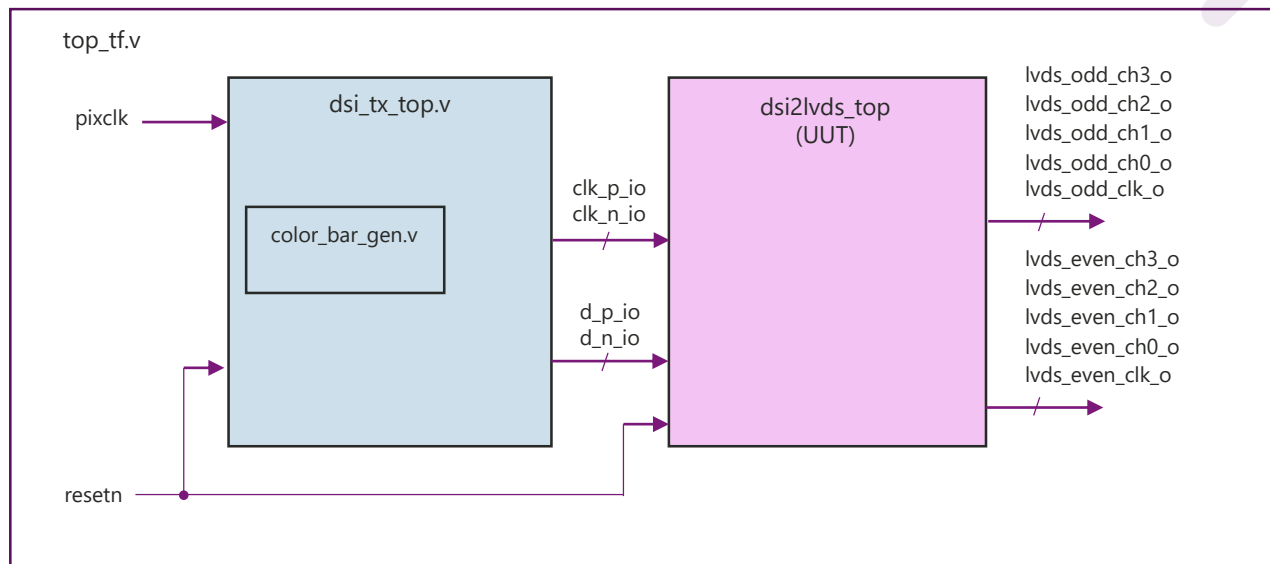 top_tf.v
pixclk
dsi_tx_top.v
color_bar_gen.v
clk_p_io
clk_n_io
d_p_io
d_n_io
dsi2lvds_top
(UUT)
lvds_odd_ch3_o
lvds_odd_ch2_o
lvds_odd_ch1_o
lvds_odd_ch0_o
lvds_odd_clk_o
lvds_even_ch3_o
lvds_even_ch2_o
lvds_even_ch1_o
lvds_even_ch0_o
lvds_even_clk_o
resetn